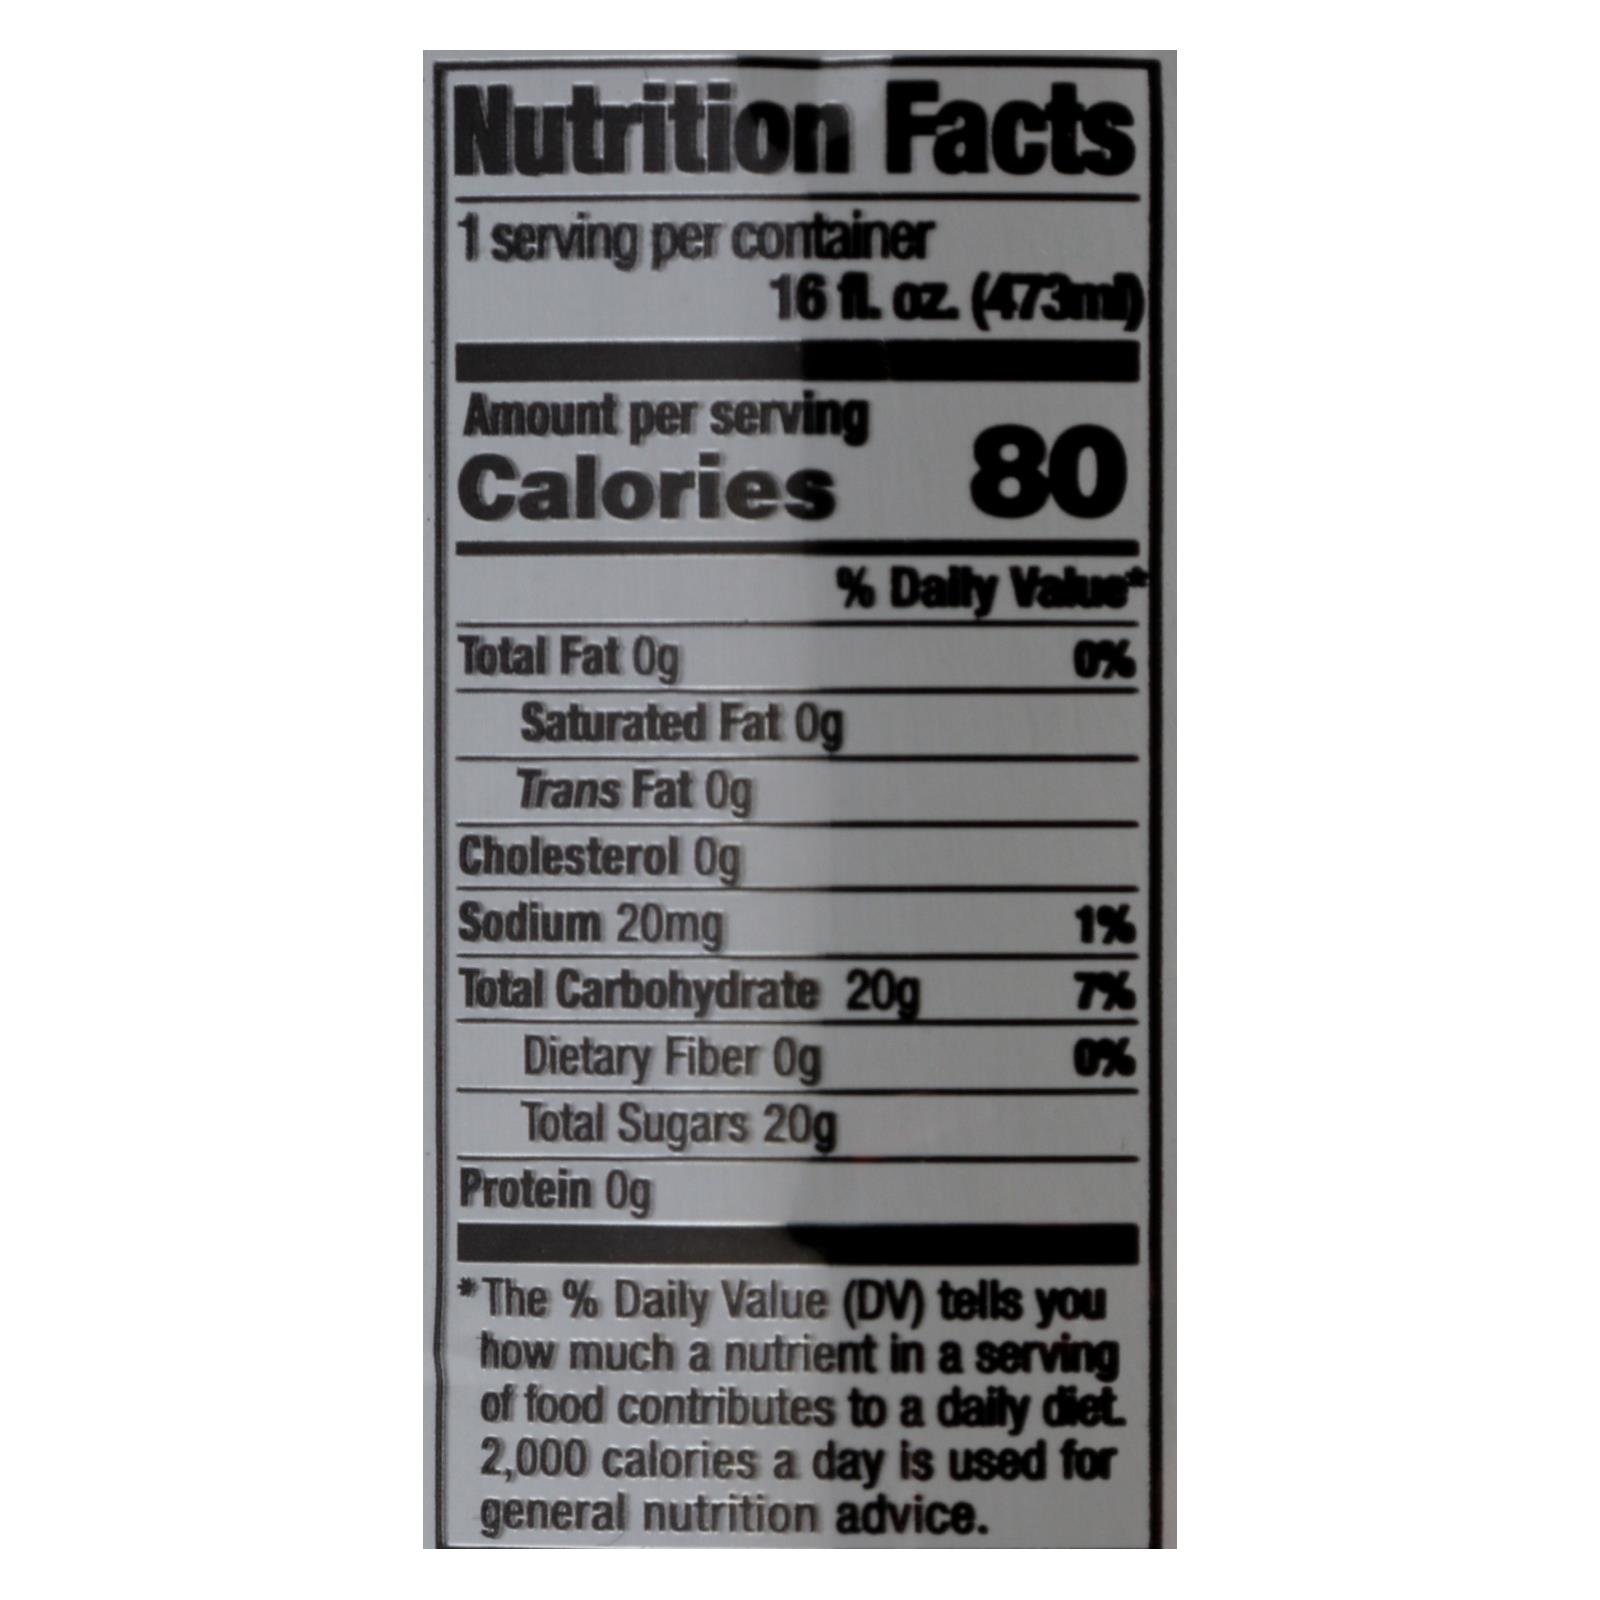 Nutrition Facts
1 serving per container
16 fl. oz. (473ml)
Amount per serving
Calories 80
% Daily Value*
Total Fat 0g 0%
Saturated Fat 0g
Trans Fat 0g
Cholesterol 0g
Sodium 20mg 1%
Total Carbohydrate 20g 7%
Dietary Fiber 0g 0%
Total Sugars 20g
Protein 0g
*The % Daily Value (DV) tells you
how much a nutrient in a serving
of food contributes to a daily diet.
2,000 calories a day is used for
general nutrition advice.